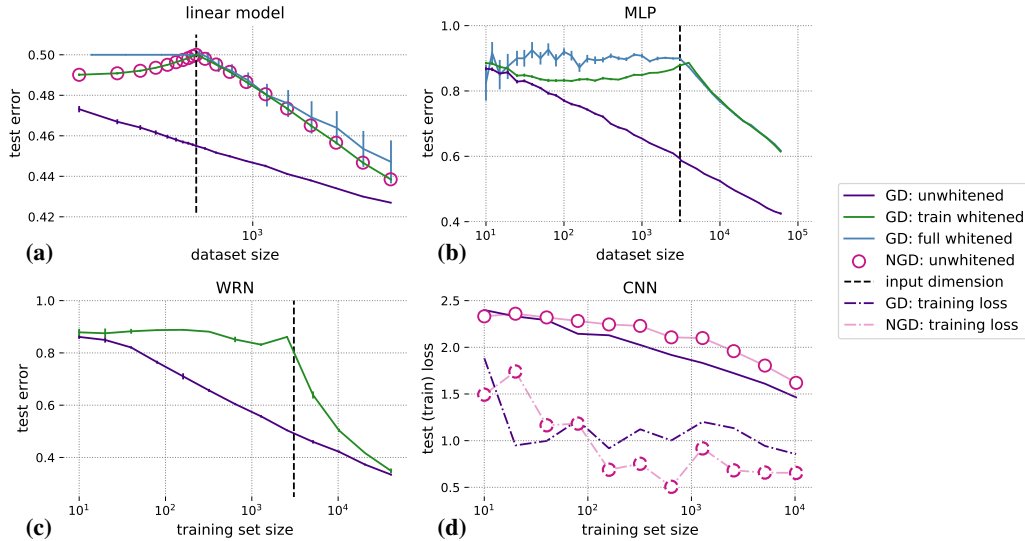 linear model
0.50
0.48
0.46
0.44
0.42
test error
10³
dataset size
(a)
MLP
1.0
0.8
0.6
0.4
test error
10¹
10²
10³
10⁴
10⁵
dataset size
(b)
GD: unwhitened
GD: train whitened
GD: full whitened
NGD: unwhitened
input dimension
GD: training loss
NGD: training loss
WRN
1.0
0.8
0.6
0.4
test error
10¹
10²
10³
10⁴
training set size
(c)
CNN
2.5
2.0
1.5
1.0
0.5
test (train) loss
10¹
10²
10³
10⁴
training set size
(d)